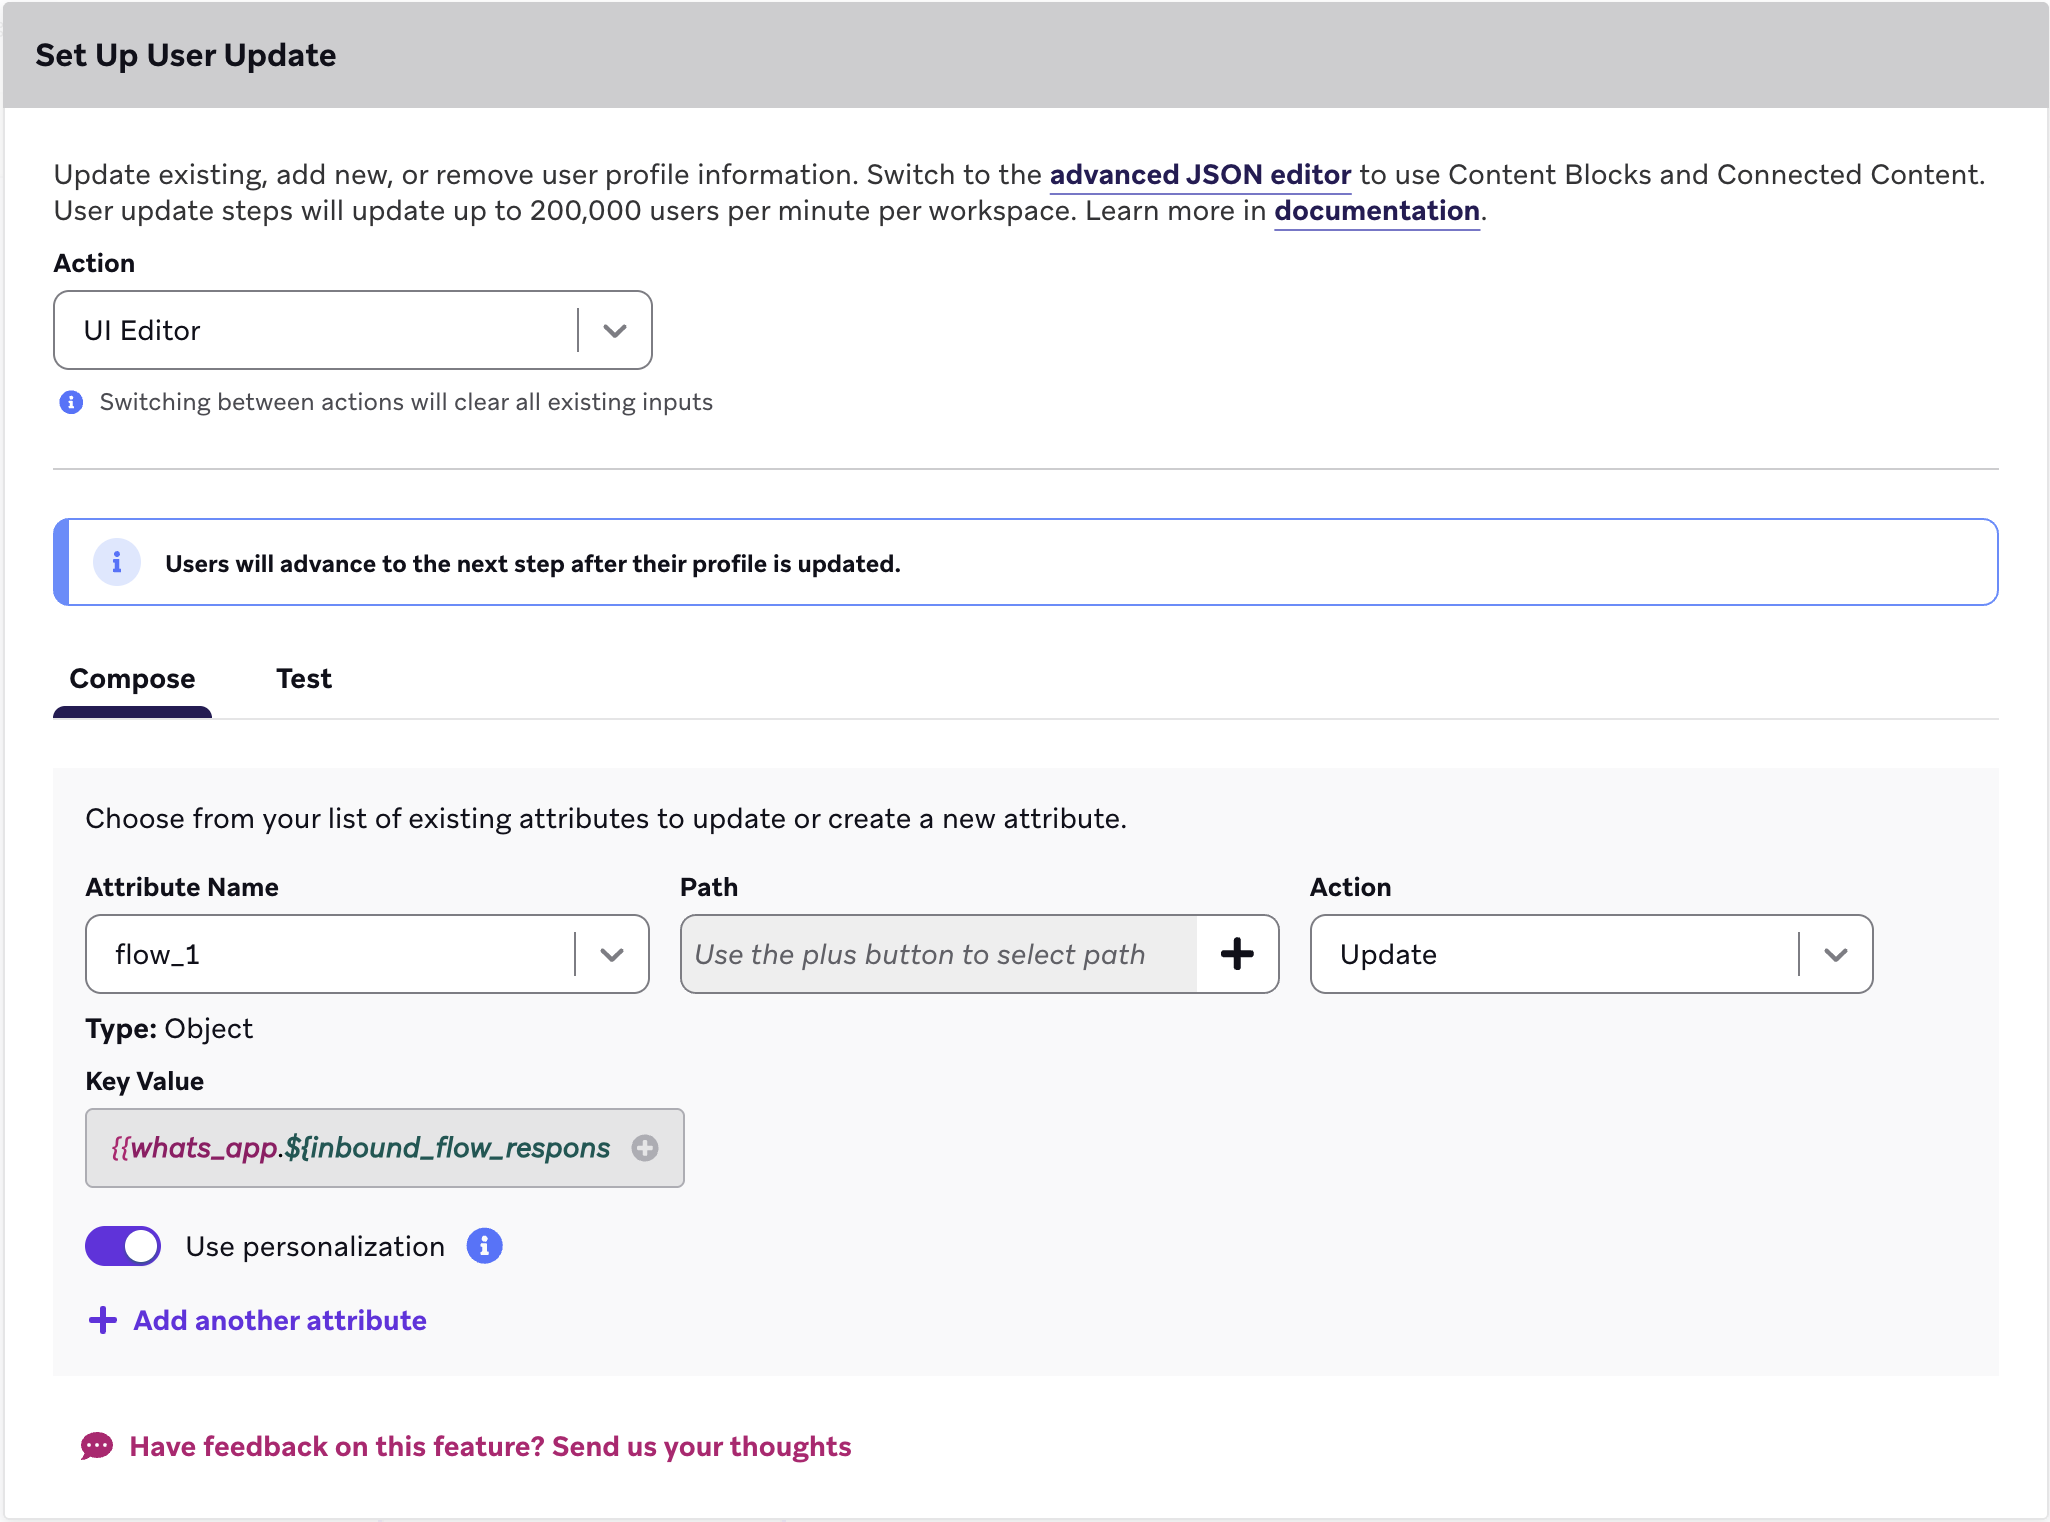 Set Up User Update
Update existing, add new, or remove user profile information. Switch to the advanced JSON editor to use Content Blocks and Connected Content.
User update steps will update up to 200,000 users per minute per workspace. Learn more in documentation.
Action
UI Editor
Switching between actions will clear all existing inputs
Users will advance to the next step after their profile is updated.
Compose Test
Choose from your list of existing attributes to update or create a new attribute.
Attribute Name Path Action
flow_1 Use the plus button to select path Update
Type: Object
Key Value
{{whats_app.${inbound_flow_respons
Use personalization
Add another attribute
Have feedback on this feature? Send us your thoughts